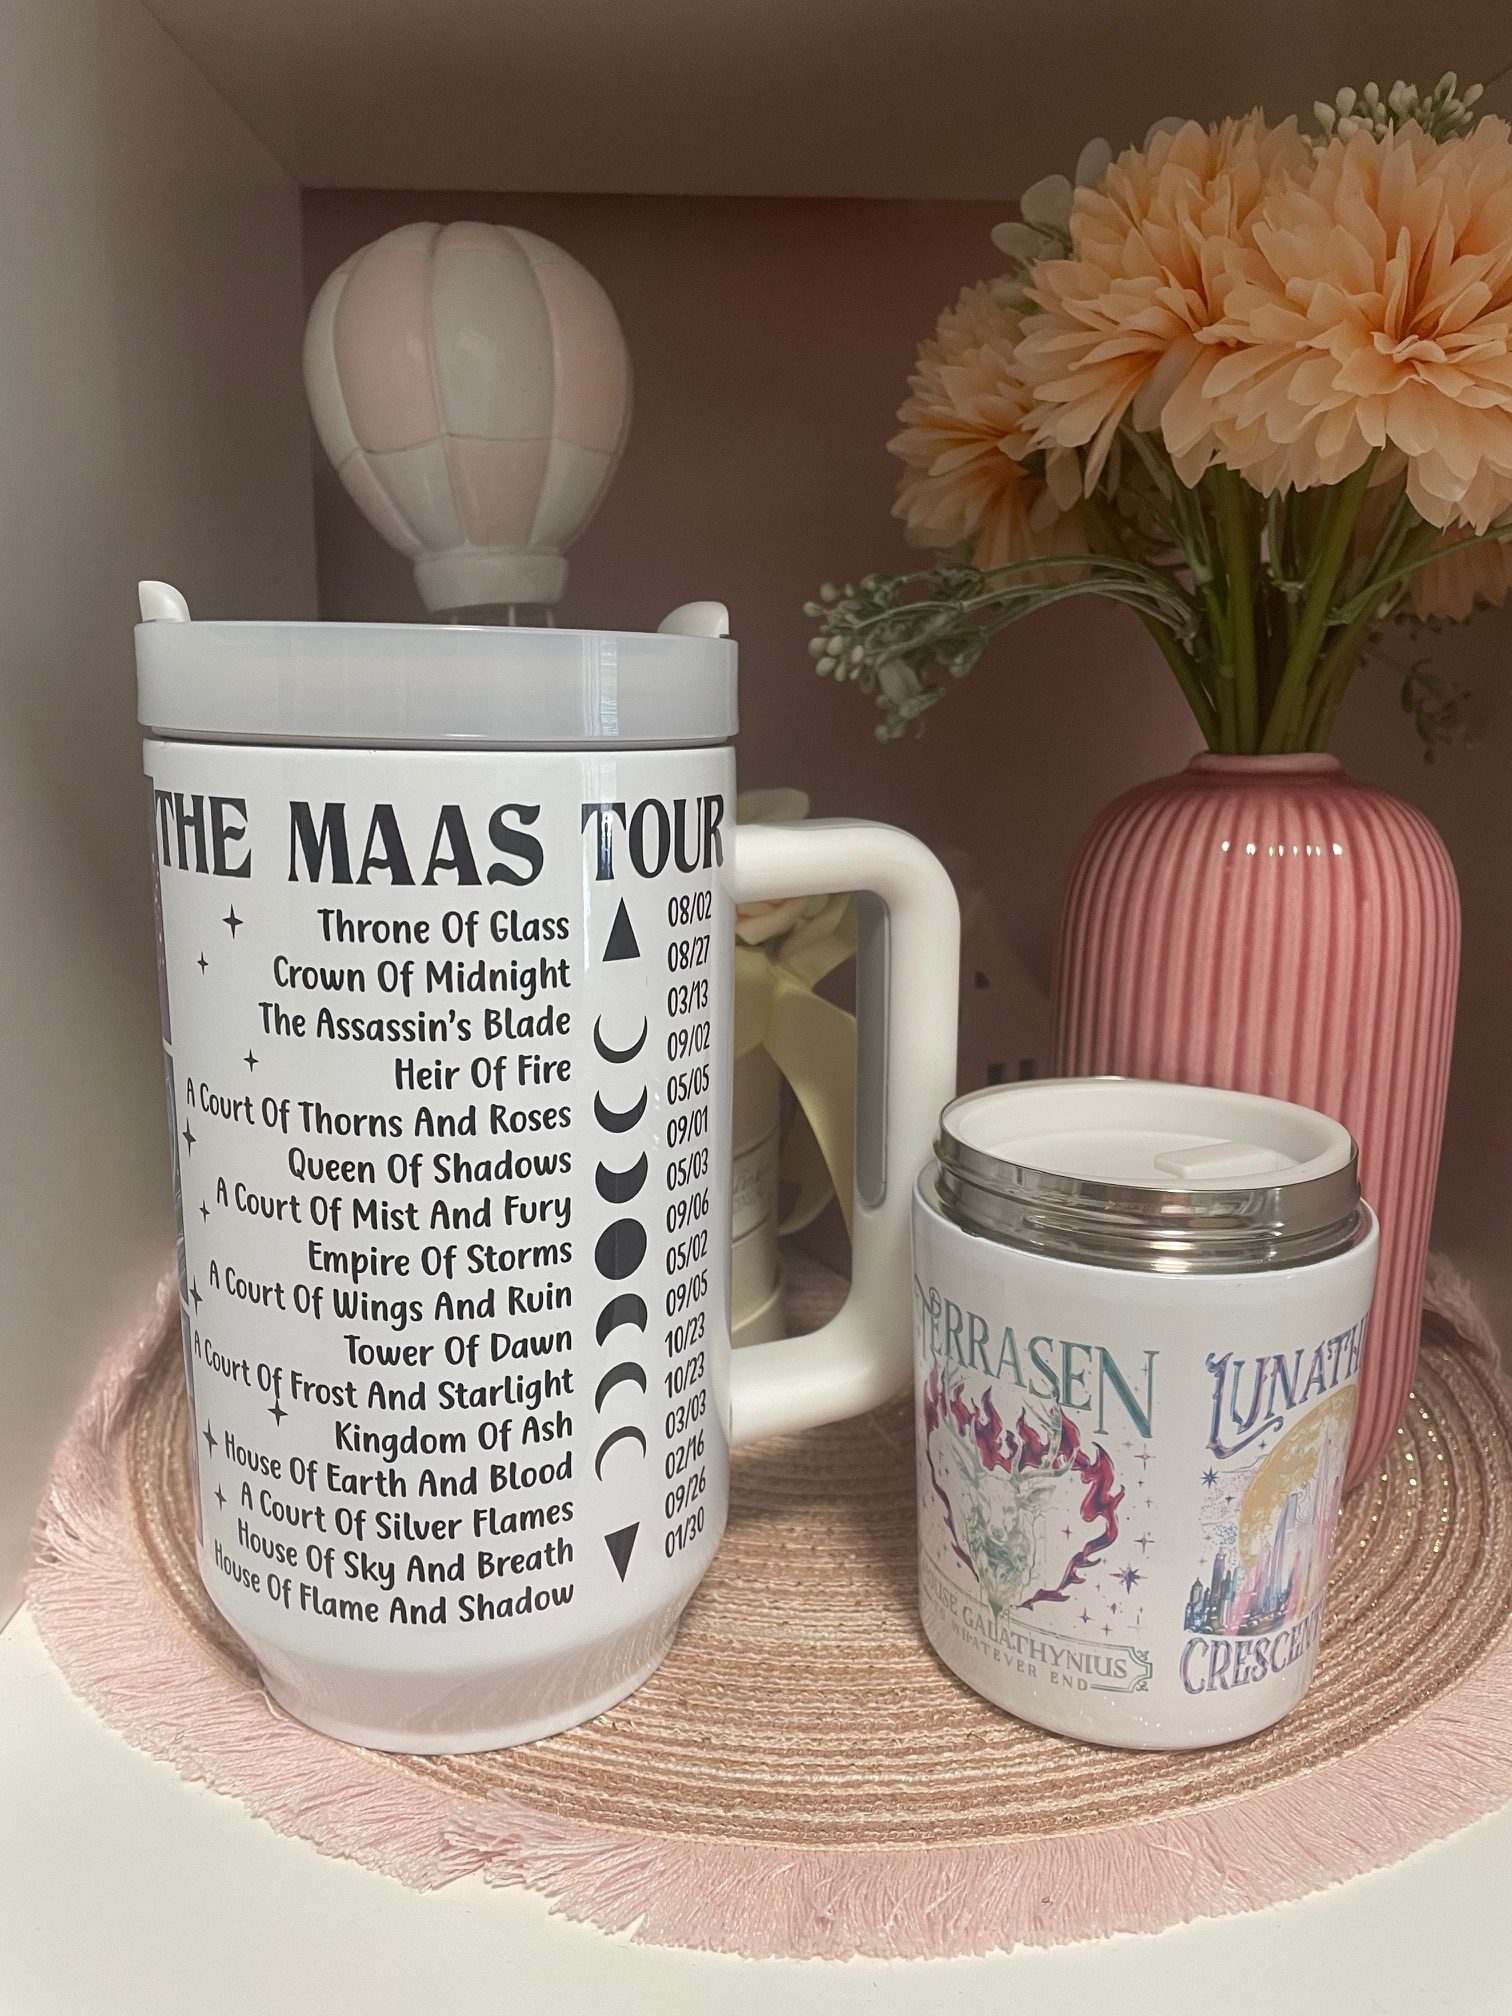 THE MAAS TOUR
Throne Of Glass 08/02
Crown Of Midnight 08/27
The Assassin's Blade 03/13
Heir Of Fire 09/02
A Court Of Thorns And Roses 05/05
Queen Of Shadows 09/01
A Court Of Mist And Fury 05/03
Empire Of Storms 09/06
A Court Of Wings And Ruin 05/02
Tower Of Dawn 09/05
A Court Of Frost And Starlight 10/23
Kingdom Of Ash 10/23
House Of Earth And Blood 03/03
A Court Of Silver Flames 02/16
House Of Sky And Breath 09/26
House Of Flame And Shadow 01/30
TERRASEN
GALATHYNIUS
WHATEVER END
LUNATH
CRESCEN